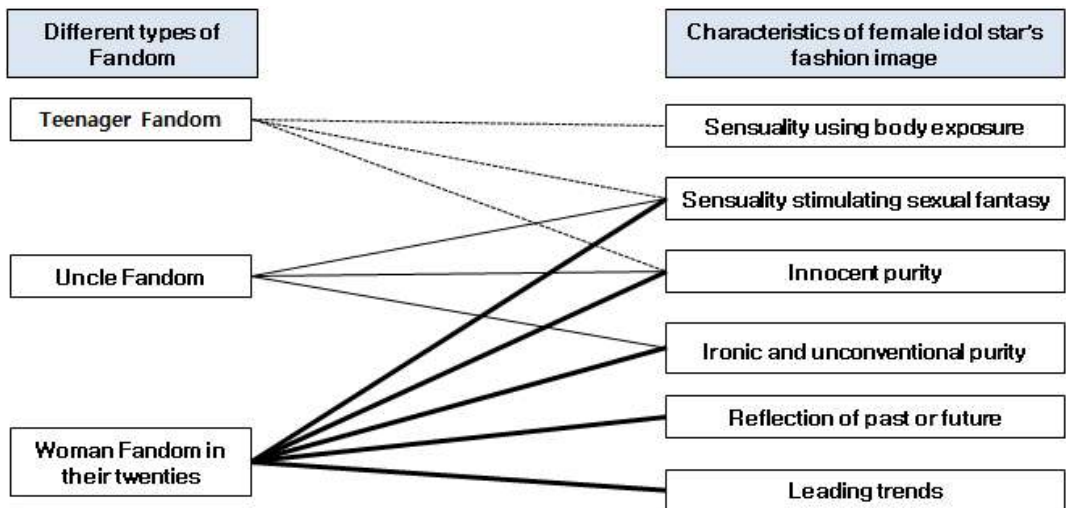 Different types of
Fandom
Characteristics of female idol star's
fashion image
Teenager Fandom
Sensuality using body exposure
Sensuality stimulating sexual fantasy
Uncle Fandom
Innocent purity
Ironic and unconventional purity
Reflection of past or future
Woman Fandom in
their twenties
Leading trends